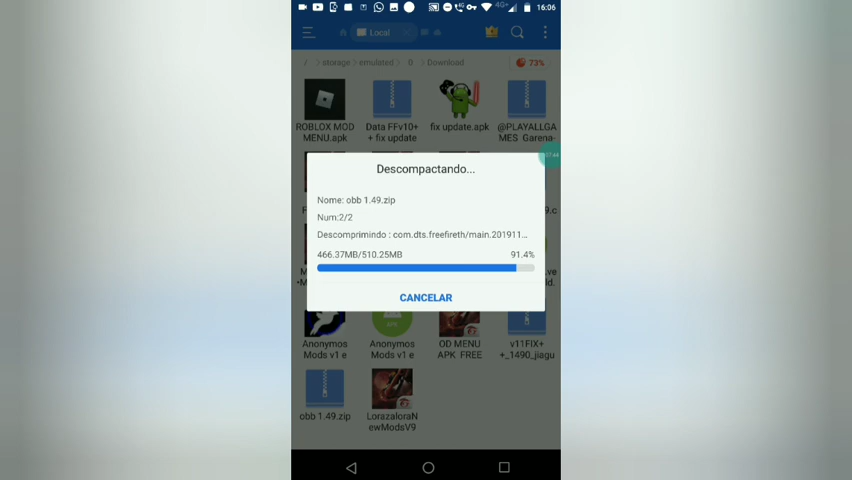 4G+
16:06
Local
/ storage emulated 0 Download
73%
ROBLOX MOD
MENU.apk
Data FFv10+
+ fix update
fix update.apk
@PLAYALLGA
MES Garena-
07:44
Descompactando...
Nome: obb 1.49.zip
Num:2/2
Descomprimindo : com.dts.freefireth/main.201911...
466.37MB/510.25MB
91.4%
CANCELAR
Anonymos
Mods v1 e
Anonymos
Mods v1 e
OD MENU
APK FREE
v11FIX+
+_1490_jiagu
obb 1.49.zip
LorazaloraN
ewModsV9